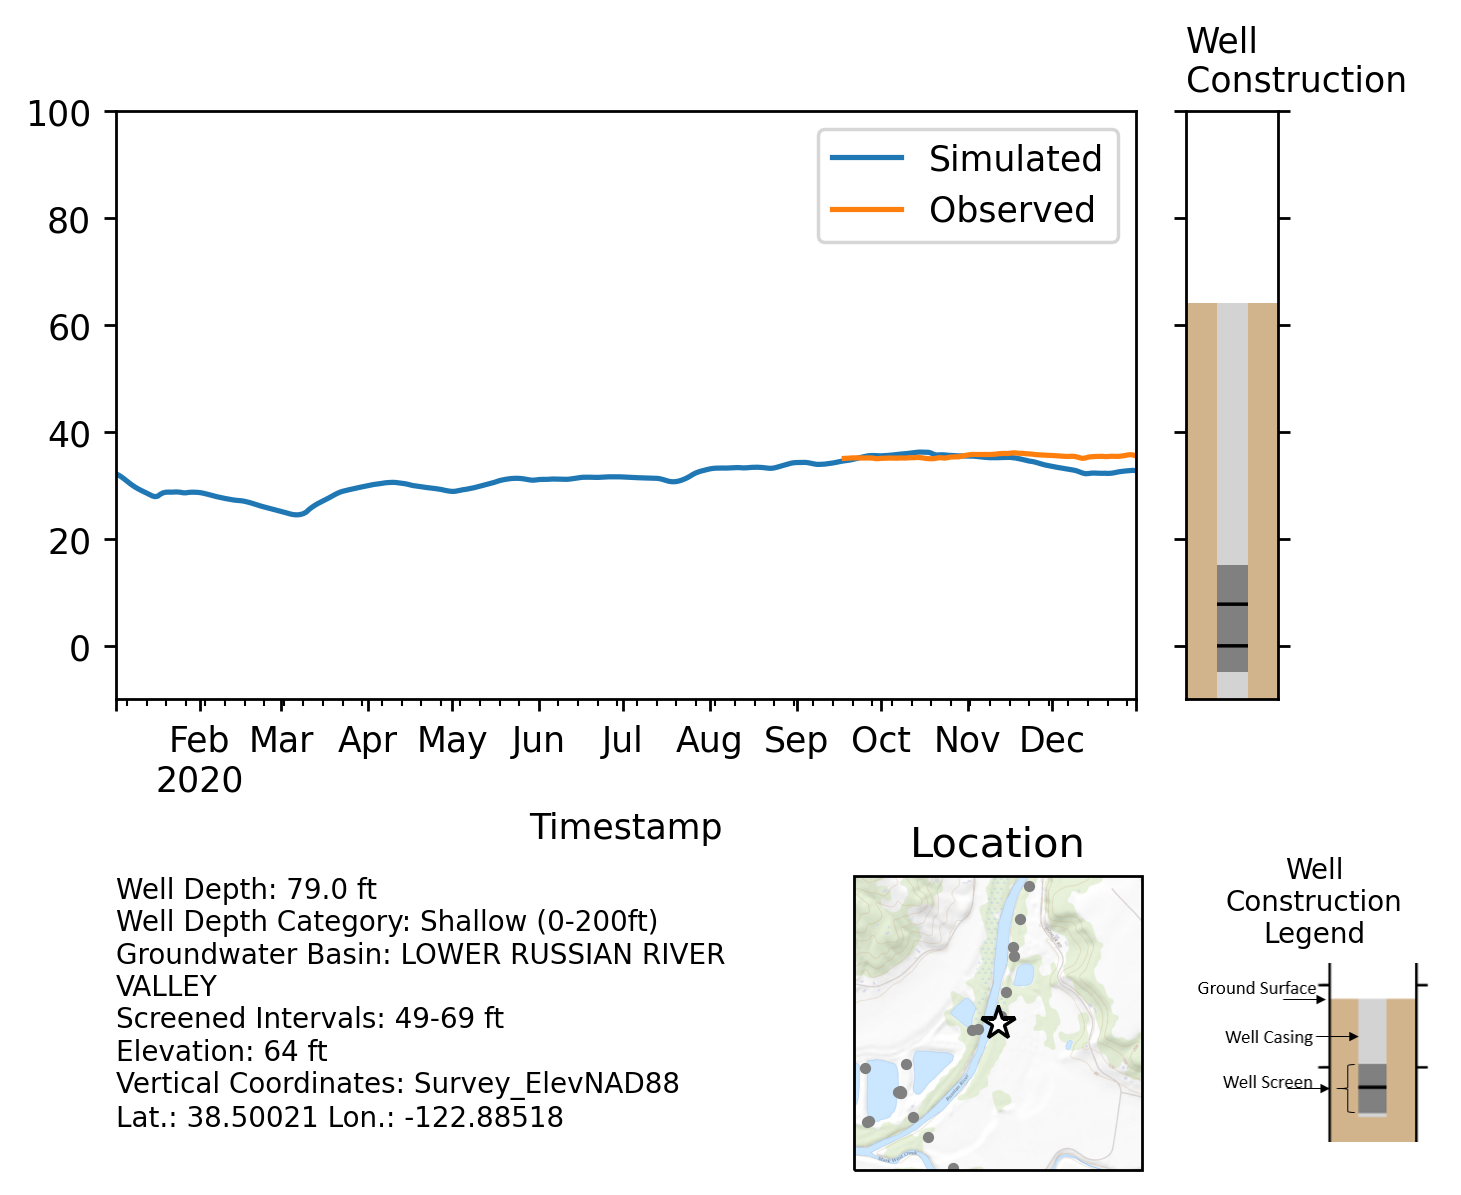 Well
Construction
100
80
60
40
20
0
Simulated
Observed
Feb Mar Apr May Jun Jul Aug Sep Oct Nov Dec
2020
Timestamp
Well Depth: 79.0 ft
Well Depth Category: Shallow (0-200ft)
Groundwater Basin: LOWER RUSSIAN RIVER
VALLEY
Screened Intervals: 49-69 ft
Elevation: 64 ft
Vertical Coordinates: Survey_ElevNAD88
Lat.: 38.50021 Lon.: -122.88518
Location
Well
Construction
Legend
Ground Surface
Well Casing
Well Screen